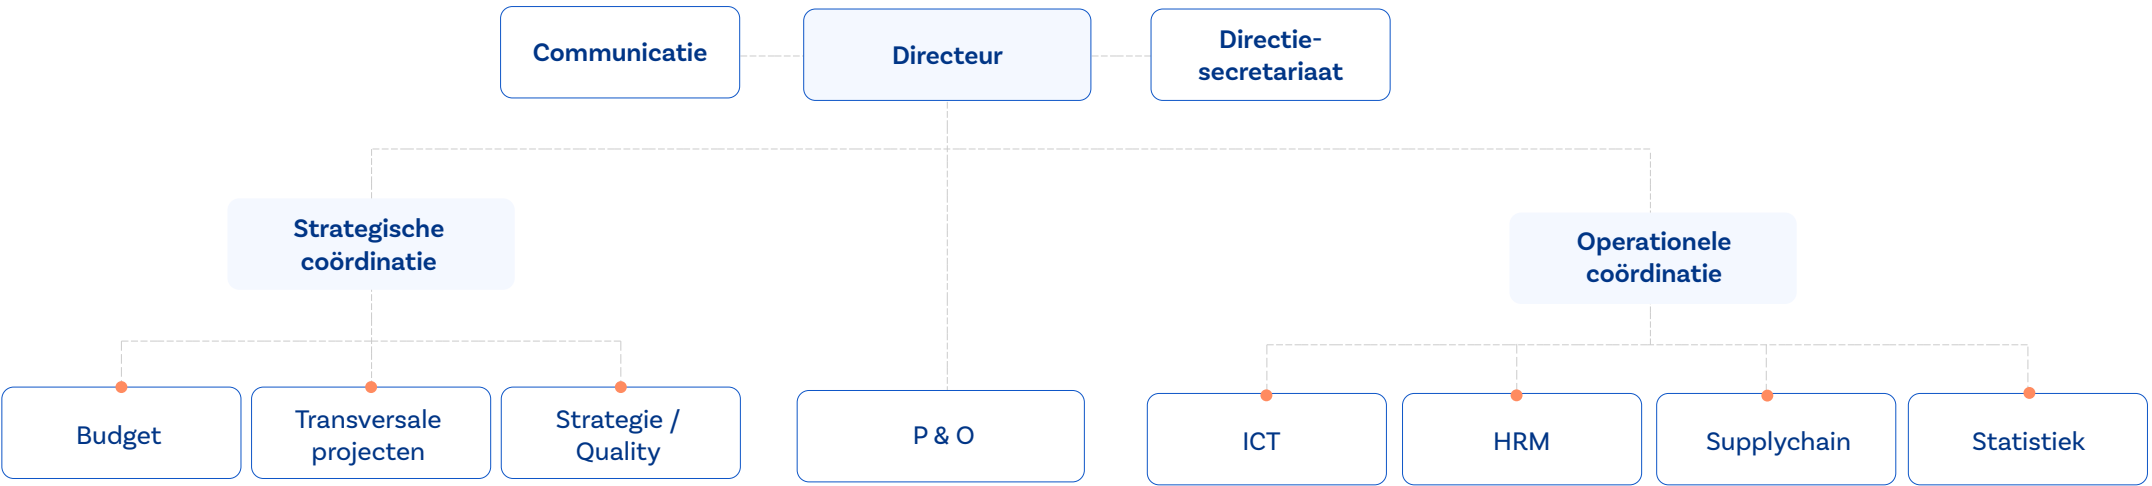 Communicatie
Directeur
Directie-
secretariaat
Strategische
coördinatie
Operationele
coördinatie
Budget
Transversale
projecten
Strategie /
Quality
P & O
ICT
HRM
Supplychain
Statistiek